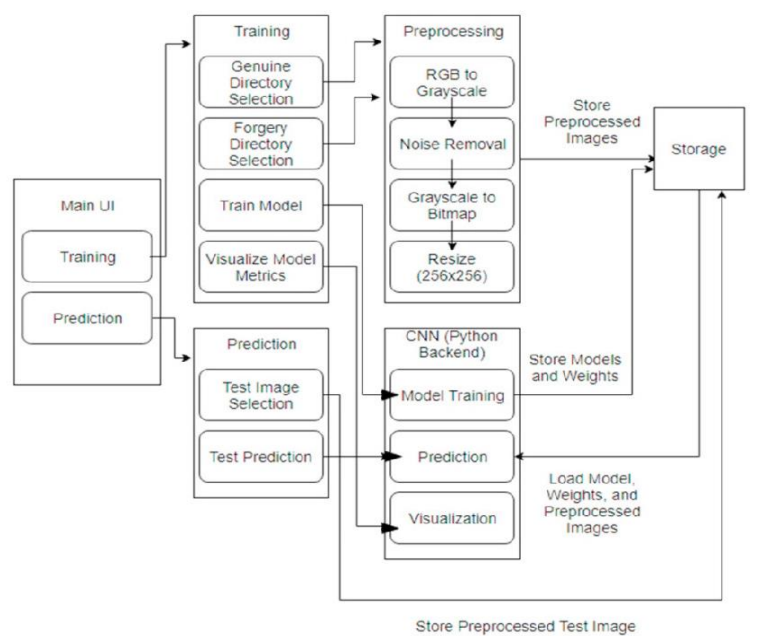 Main UI
Training
Prediction
Training
Genuine
Directory
Selection
Forgery
Directory
Selection
Train Model
Visualize Model
Metrics
Prediction
Test Image
Selection
Test Prediction
Preprocessing
RGB to
Grayscale
Noise Removal
Grayscale to
Bitmap
Resize
(256x256)
CNN (Python
Backend)
Model Training
Prediction
Visualization
Store
Preprocessed
Images
Storage
Store Models
and Weights
Load Model,
Weights, and
Preprocessed
Images
Store Preprocessed Test Image